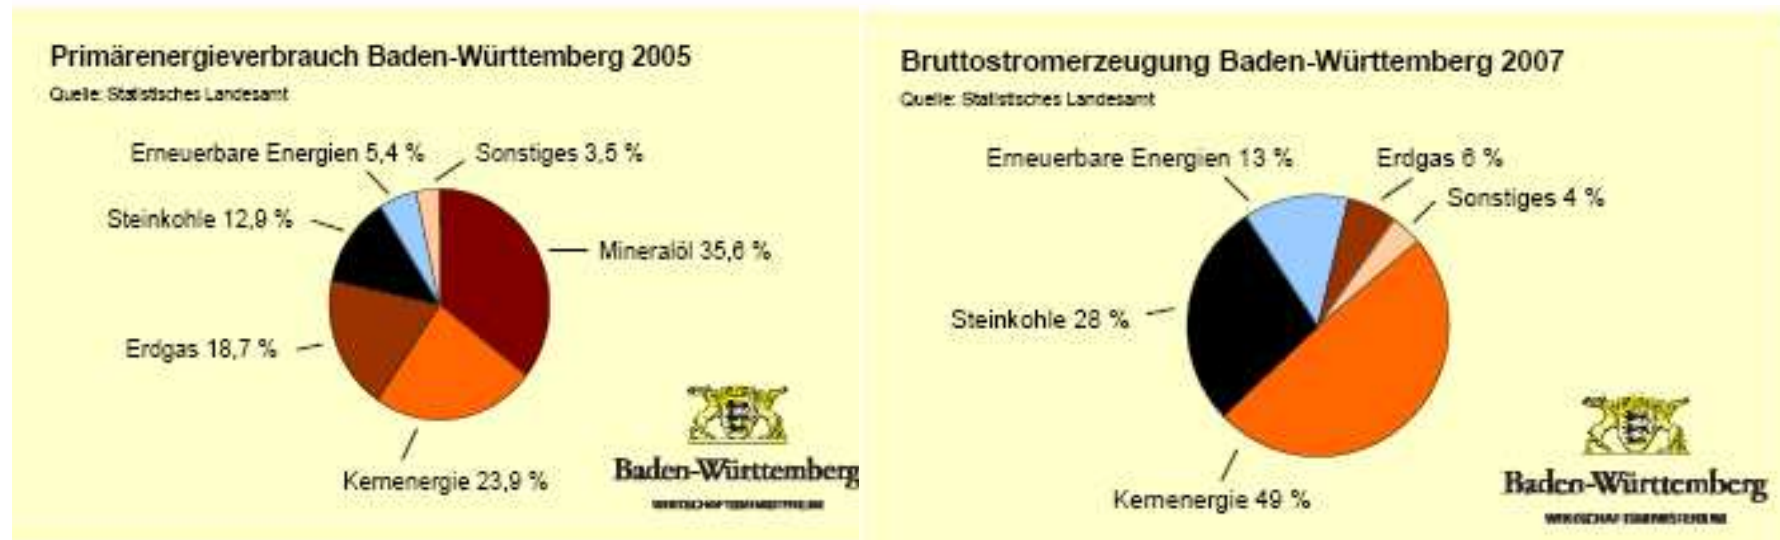 Primärenergieverbrauch Baden-Württemberg 2005
Quelle: Statistisches Landesamt
Erneuerbare Energien 5,4 %
Sonstiges 3,5 %
Steinkohle 12,9 %
Mineralöl 35,6 %
Erdgas 18,7 %
Kernenergie 23,9 %
Baden-Württemberg
WIRTSCHAFTSMINISTERIUM
Bruttostromerzeugung Baden-Württemberg 2007
Quelle: Statistisches Landesamt
Erneuerbare Energien 13 %
Erdgas 6 %
Sonstiges 4 %
Steinkohle 28 %
Kernenergie 49 %
Baden-Württemberg
WIRTSCHAFTSMINISTERIUM